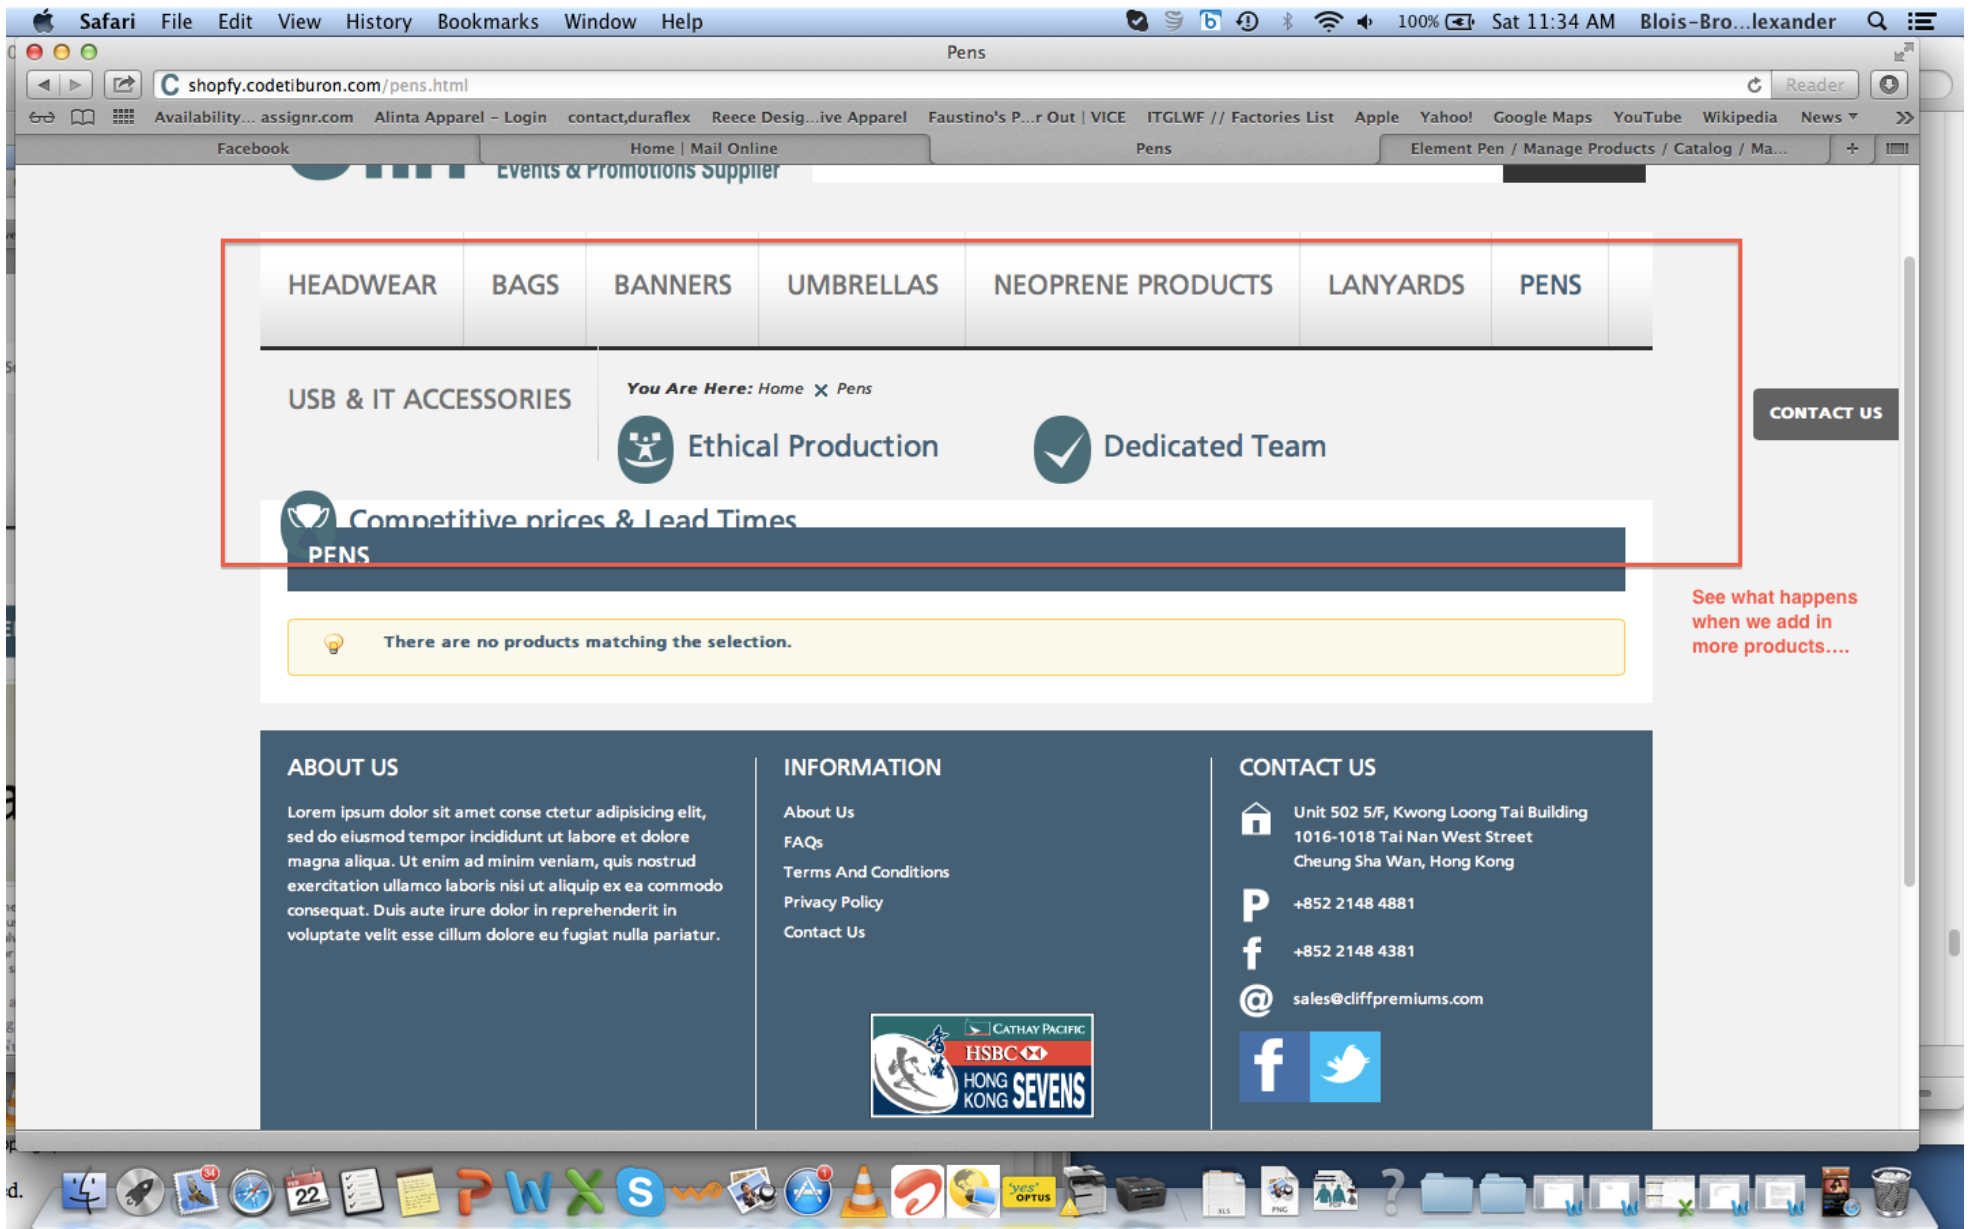 Safari File Edit View History Bookmarks Window Help
100% Sat 11:34 AM Blois-Bro...lexander
Pens
shopfy.codetiburon.com/pens.html
Reader
Availability... assignr.com Alinta Apparel – Login contact,duraflex Reece Desig...ive Apparel Faustino's P...r Out | VICE ITGLWF // Factories List Apple Yahoo! Google Maps YouTube Wikipedia News
Facebook Home | Mail Online Pens Element Pen / Manage Products / Catalog / Ma...
Events & Promotions Supplier
HEADWEAR BAGS BANNERS UMBRELLAS NEOPRENE PRODUCTS LANYARDS PENS
USB & IT ACCESSORIES
You Are Here: Home Pens
CONTACT US
Ethical Production Dedicated Team
Competitive prices & Lead Times
PENS
See what happens
when we add in
more products....
There are no products matching the selection.
ABOUT US
Lorem ipsum dolor sit amet conse ctetur adipisicing elit,
sed do eiusmod tempor incididunt ut labore et dolore
magna aliqua. Ut enim ad minim veniam, quis nostrud
exercitation ullamco laboris nisi ut aliquip ex ea commodo
consequat. Duis aute irure dolor in reprehenderit in
voluptate velit esse cillum dolore eu fugiat nulla pariatur.
INFORMATION
About Us
FAQs
Terms And Conditions
Privacy Policy
Contact Us
CATHAY PACIFIC
HSBC
HONG KONG SEVENS
CONTACT US
Unit 502 5/F, Kwong Loong Tai Building
1016-1018 Tai Nan West Street
Cheung Sha Wan, Hong Kong
P +852 2148 4881
f +852 2148 4381
@ sales@cliffpremiums.com
34
22
1
'yes'
OPTUS
XLS
PNG
PDF